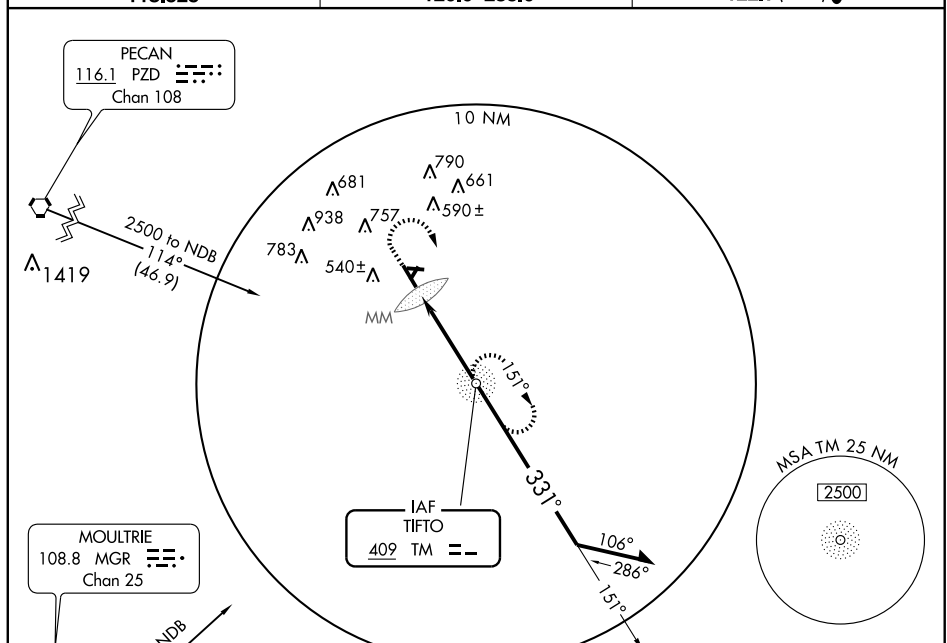 PECAN
116.1 PZD
Chan 108
10 NM
790
681
661
938
757
590 ±
783
540±
2500 to NDB
114°
(46.9)
1419
MM
151°
331°
MSA TM 25 NM
2500
IAF
TIFTO
409 TM
106°
286°
151°
MOULTRIE
108.8 MGR
Chan 25
NDB